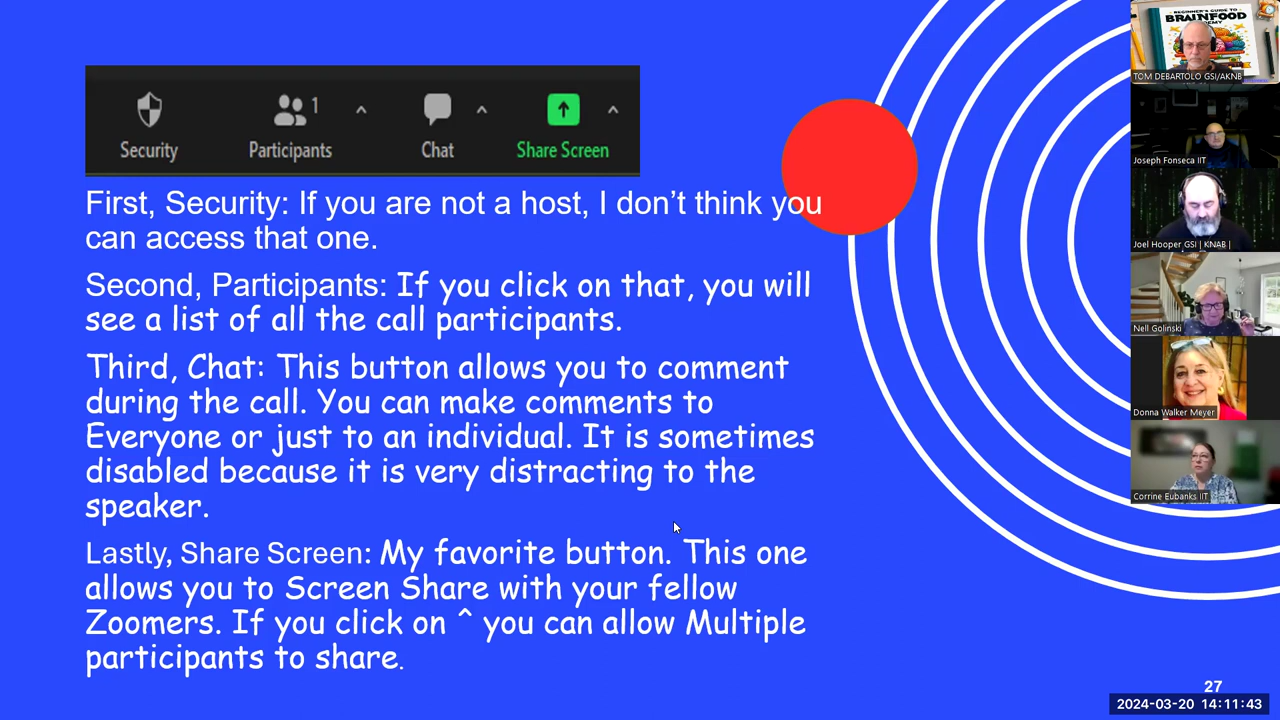 Security Participants 1 Chat Share Screen
First, Security: If you are not a host, I don’t think you
can access that one.
Second, Participants: If you click on that, you will
see a list of all the call participants.
Third, Chat: This button allows you to comment
during the call. You can make comments to
Everyone or just to an individual. It is sometimes
disabled because it is very distracting to the
speaker.
Lastly, Share Screen: My favorite button. This one
allows you to Screen Share with your fellow
Zoomers. If you click on ^ you can allow Multiple
participants to share.
27
2024-03-20 14:11:43
BEGINNER'S GUIDE TO
BRAINFOOD
TOM DEBARTOLO GSI/AKNB
Joseph Fonseca IIT
Joel Hooper GSI | KNAB |
Nell Golinski
Donna Walker Meyer
Corrine Eubanks IIT